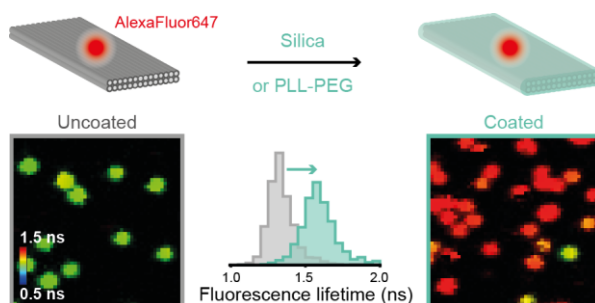 AlexaFluor647
Silica
or PLL-PEG
Uncoated
Coated
1.5 ns
0.5 ns
1.0 1.5 2.0
Fluorescence lifetime (ns)